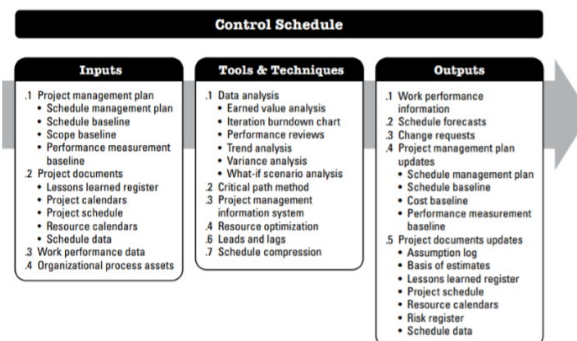 Control Schedule
Inputs
.1 Project management plan
• Schedule management plan
• Schedule baseline
• Scope baseline
• Performance measurement
baseline
.2 Project documents
• Lessons learned register
• Project calendars
• Project schedule
• Resource calendars
• Schedule data
.3 Work performance data
.4 Organizational process assets
Tools & Techniques
.1 Data analysis
• Earned value analysis
• Iteration burndown chart
• Performance reviews
• Trend analysis
• Variance analysis
• What-if scenario analysis
.2 Critical path method
.3 Project management
information system
.4 Resource optimization
.6 Leads and lags
.7 Schedule compression
Outputs
.1 Work performance
information
.2 Schedule forecasts
.3 Change requests
.4 Project management plan
updates
• Schedule management plan
• Schedule baseline
• Cost baseline
• Performance measurement
baseline
.5 Project documents updates
• Assumption log
• Basis of estimates
• Lessons learned register
• Project schedule
• Resource calendars
• Risk register
• Schedule data